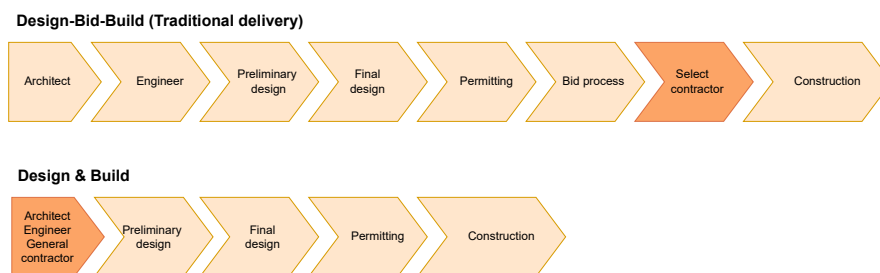 Design-Bid-Build (Traditional delivery)
Architect
Engineer
Preliminary
design
Final
design
Permitting
Bid process
Select
contractor
Construction
Design & Build
Architect
Engineer
General
contractor
Preliminary
design
Final
design
Permitting
Construction